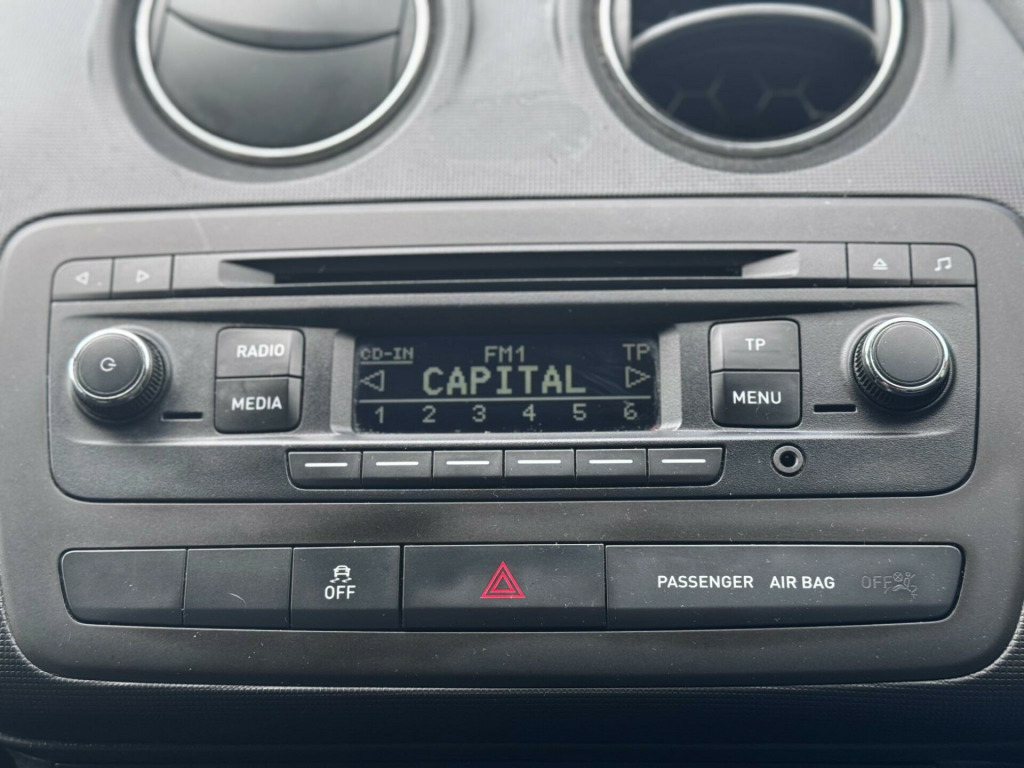 RADIO
MEDIA
CD-IN FM1 TP
CAPITAL
1 2 3 4 5 6
TP
MENU
OFF
PASSENGER AIR BAG OFF